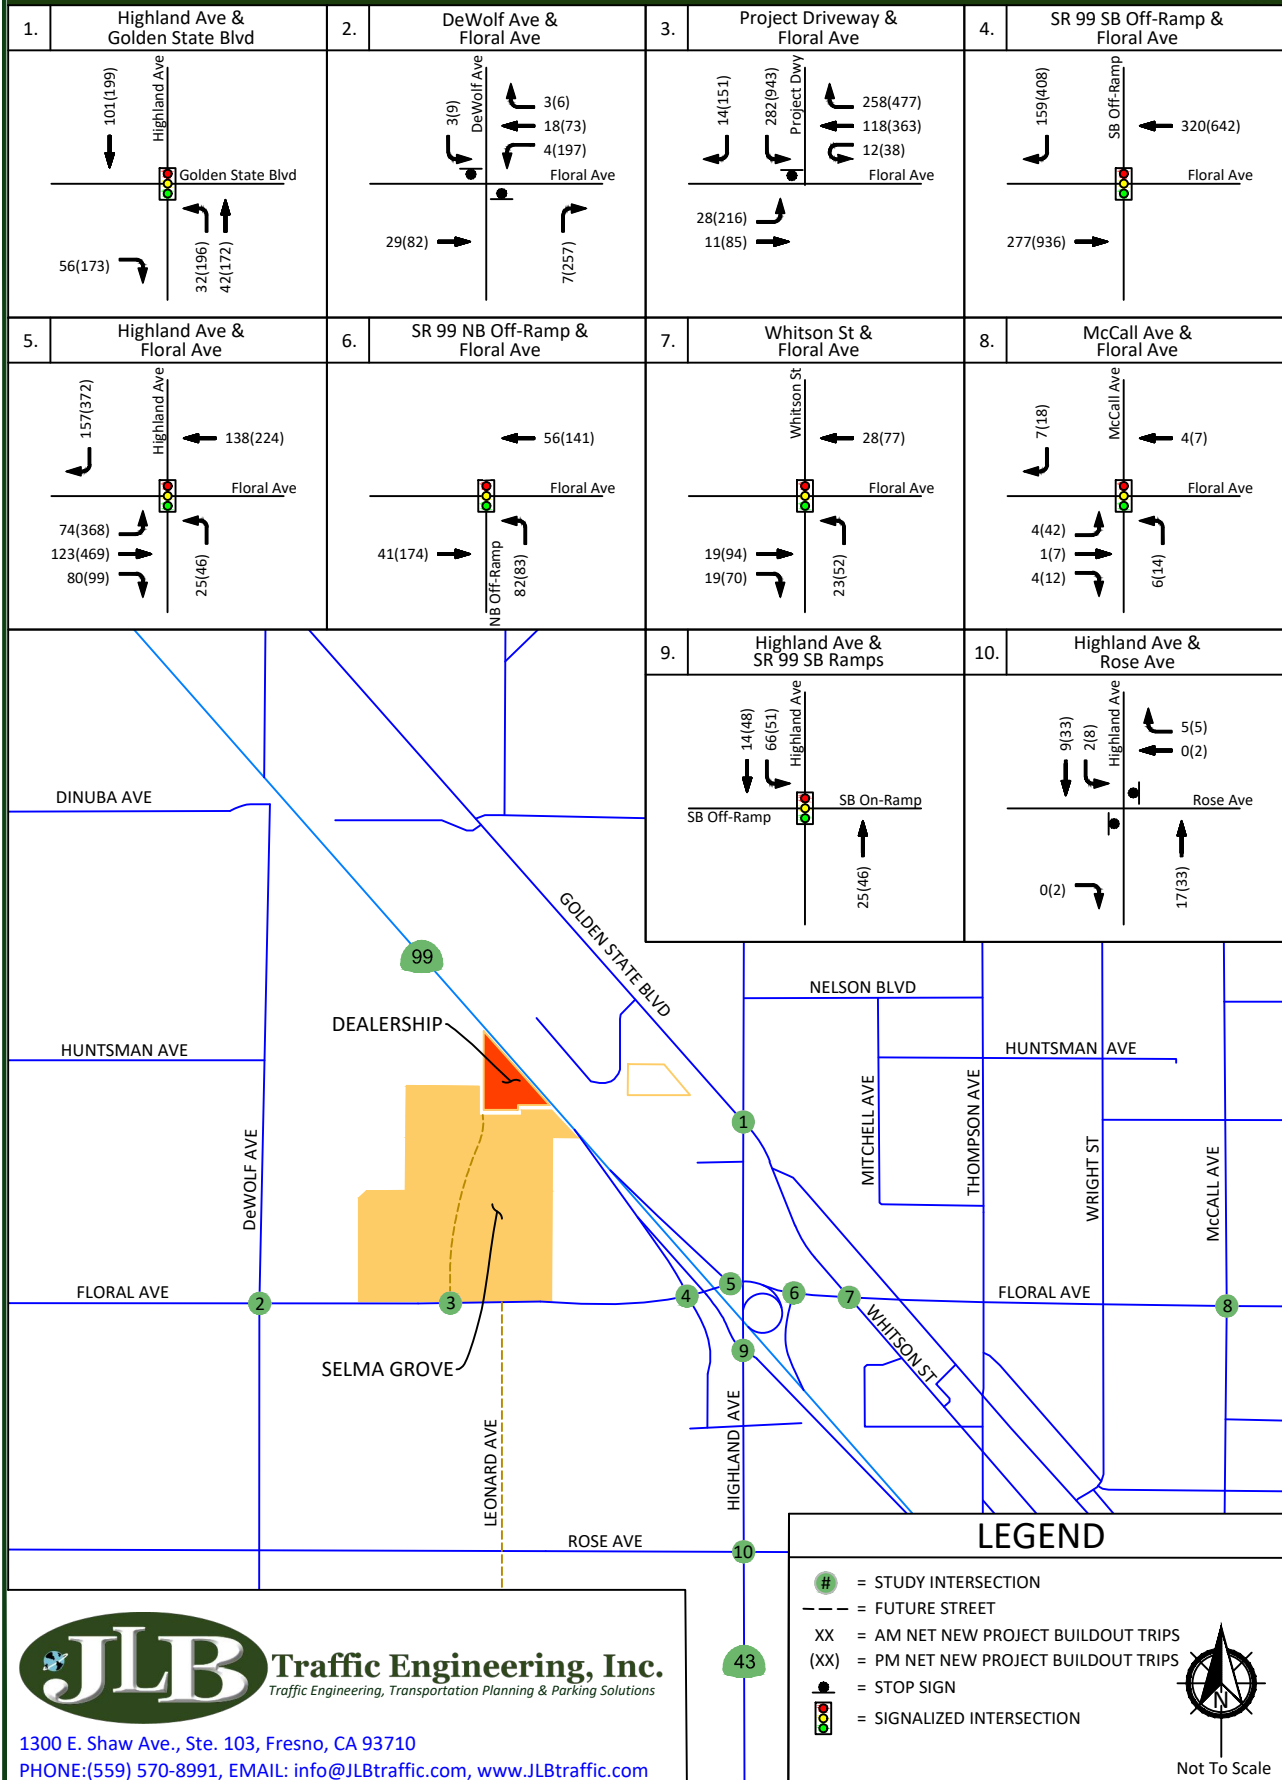 1.
Highland Ave &
Golden State Blvd
101(199)
Highland Ave
Golden State Blvd
56(173)
32(196)
42(172)
2.
DeWolf Ave &
Floral Ave
3(9)
DeWolf Ave
3(6)
18(73)
4(197)
Floral Ave
29(82)
7(257)
3.
Project Driveway &
Floral Ave
14(151)
282(943)
Project Dwy
258(477)
118(363)
12(38)
Floral Ave
28(216)
11(85)
4.
SR 99 SB Off-Ramp &
Floral Ave
159(408)
SB Off-Ramp
320(642)
Floral Ave
277(936)
5.
Highland Ave &
Floral Ave
157(372)
Highland Ave
138(224)
Floral Ave
74(368)
123(469)
80(99)
25(46)
6.
SR 99 NB Off-Ramp &
Floral Ave
56(141)
Floral Ave
41(174)
NB Off-Ramp
82(83)
7.
Whitson St &
Floral Ave
Whitson St
28(77)
Floral Ave
19(94)
19(70)
23(52)
8.
McCall Ave &
Floral Ave
7(18)
McCall Ave
4(7)
Floral Ave
4(42)
1(7)
4(12)
6(14)
9.
Highland Ave &
SR 99 SB Ramps
14(48)
66(51)
Highland Ave
SB On-Ramp
SB Off-Ramp
25(46)
10.
Highland Ave &
Rose Ave
9(33)
2(8)
Highland Ave
5(5)
0(2)
Rose Ave
0(2)
17(33)
DINUBA AVE
GOLDEN STATE BLVD
99
NELSON BLVD
DEALERSHIP
HUNTSMAN AVE
HUNTSMAN AVE
MITCHELL AVE
THOMPSON AVE
WRIGHT ST
McCALL AVE
DeWOLF AVE
1
FLORAL AVE
2
3
4
5
6
7
FLORAL AVE
8
WHITSON ST
9
SELMA GROVE
LEONARD AVE
HIGHLAND AVE
ROSE AVE
10
43
LEGEND
# = STUDY INTERSECTION
= FUTURE STREET
XX = AM NET NEW PROJECT BUILDOUT TRIPS
(XX) = PM NET NEW PROJECT BUILDOUT TRIPS
= STOP SIGN
= SIGNALIZED INTERSECTION
N
Not To Scale
JLB
Traffic Engineering, Inc.
Traffic Engineering, Transportation Planning & Parking Solutions
1300 E. Shaw Ave., Ste. 103, Fresno, CA 93710
PHONE:(559) 570-8991, EMAIL: info@JLBtraffic.com, www.JLBtraffic.com